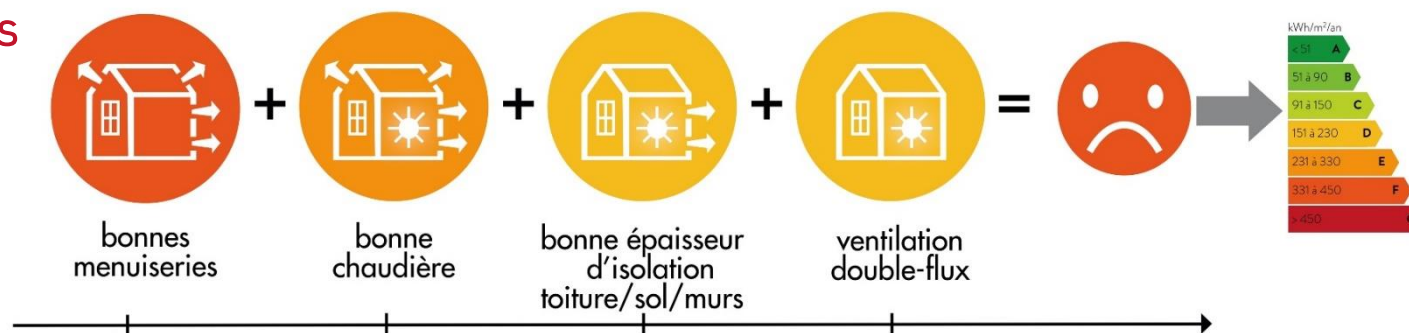 s
+ + + =
bonnes
menuiseries
bonne
chaudière
bonne épaisseur
d'isolation
toiture/sol/murs
ventilation
double-flux
kWh/m²/an
< 51 A
51 à 90 B
91 à 150 C
151 à 230 D
231 à 330 E
331 à 450 F
> 450